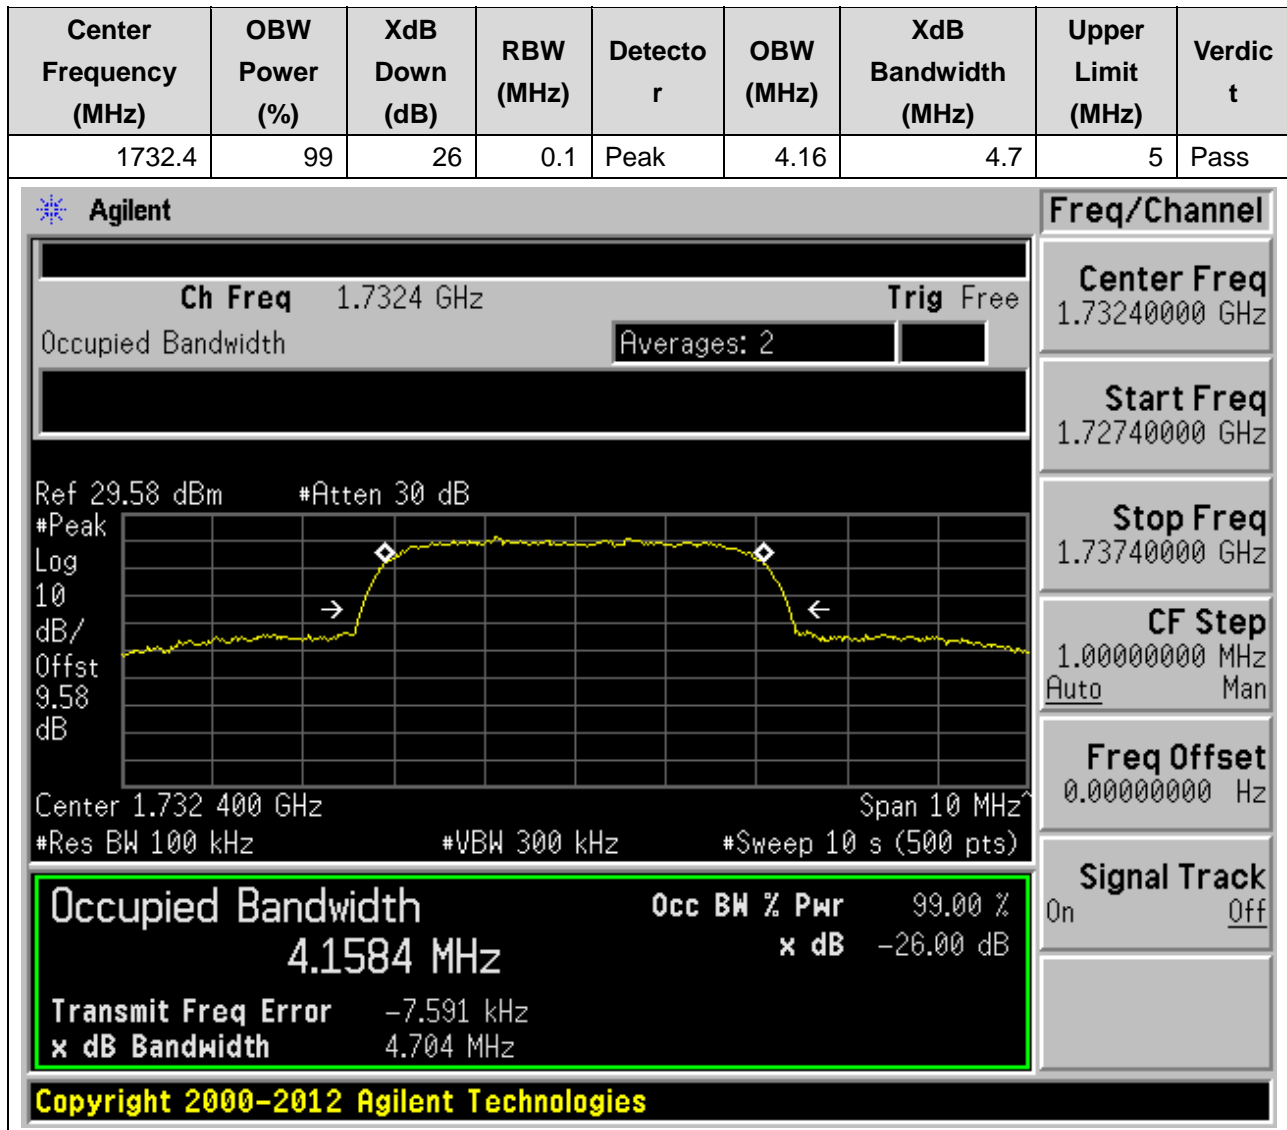 Center Frequency (MHz) OBW Power (%) XdB Down (dB) RBW (MHz) Detector OBW (MHz) XdB Bandwidth (MHz) Upper Limit (MHz) Verdict
1732.4 99 26 0.1 Peak 4.16 4.7 5 Pass
Agilent
Ch Freq 1.7324 GHz Trig Free
Occupied Bandwidth Averages: 2
Ref 29.58 dBm #Atten 30 dB
#Peak
Log
10
dB/
Offst
9.58
dB
Center 1.732 400 GHz Span 10 MHz^
#Res BW 100 kHz #VBW 300 kHz #Sweep 10 s (500 pts)
Occupied Bandwidth Occ BW % Pwr 99.00 %
4.1584 MHz x dB -26.00 dB
Transmit Freq Error -7.591 kHz
x dB Bandwidth 4.704 MHz
Copyright 2000-2012 Agilent Technologies
Freq/Channel
Center Freq
1.73240000 GHz
Start Freq
1.72740000 GHz
Stop Freq
1.73740000 GHz
CF Step
1.00000000 MHz
Auto Man
Freq Offset
0.00000000 Hz
Signal Track
On Off